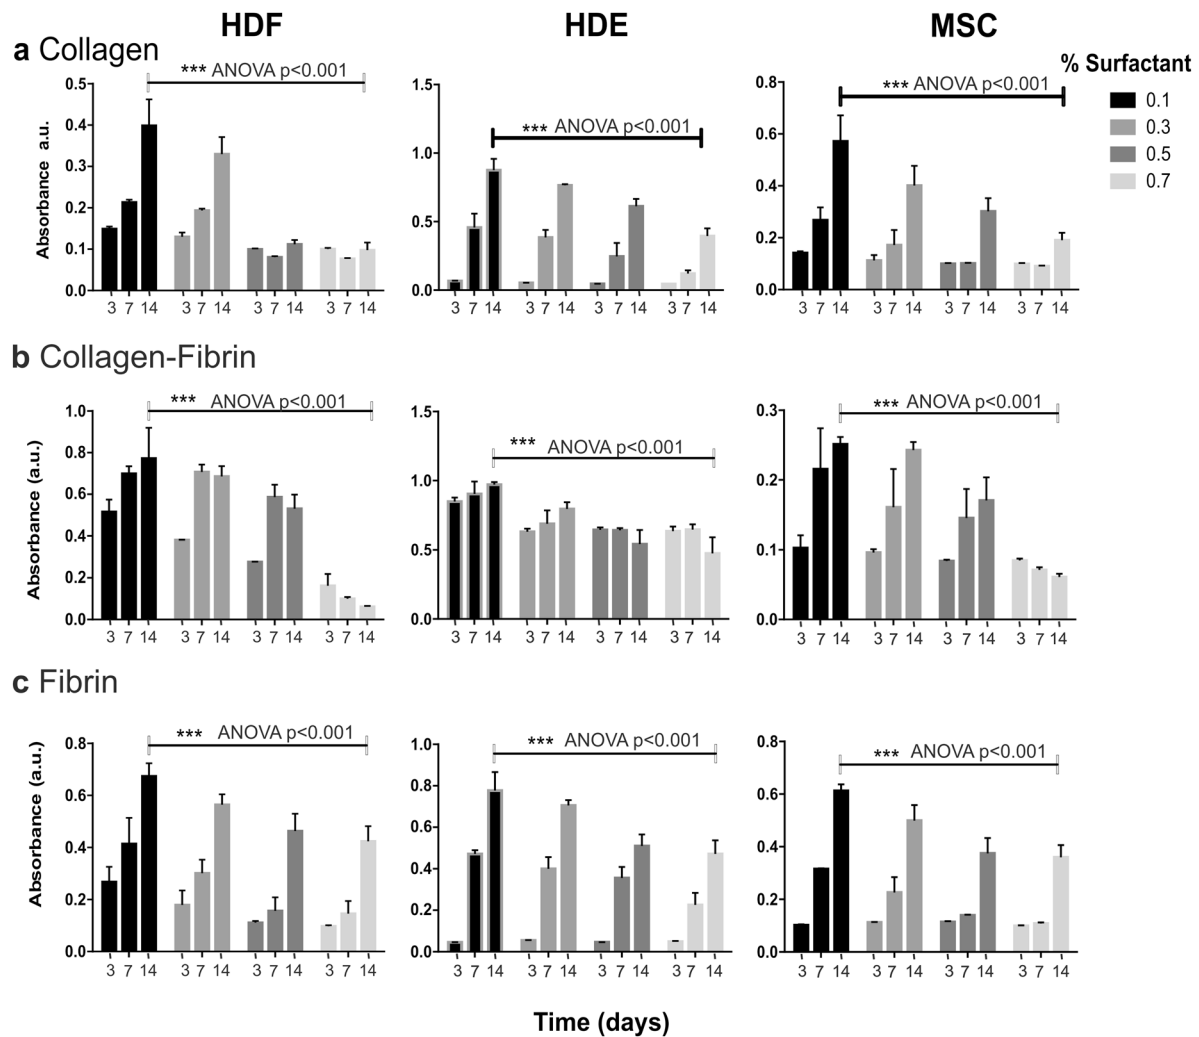 HDF HDE MSC
a Collagen
% Surfactant
0.1
0.3
0.5
0.7
*** ANOVA p<0.001
Absorbance a.u.
0.5
0.4
0.3
0.2
0.1
0.0
3 7 14 3 7 14 3 7 14 3 7 14
*** ANOVA p<0.001
1.5
1.0
0.5
0.0
3 7 14 3 7 14 3 7 14 3 7 14
*** ANOVA p<0.001
0.8
0.6
0.4
0.2
0.0
3 7 14 3 7 14 3 7 14 3 7 14
b Collagen-Fibrin
*** ANOVA p<0.001
Absorbance (a.u.)
1.0
0.8
0.6
0.4
0.2
0.0
3 7 14 3 7 14 3 7 14 3 7 14
*** ANOVA p<0.001
1.5
1.0
0.5
0.0
3 7 14 3 7 14 3 7 14 3 7 14
*** ANOVA p<0.001
0.3
0.2
0.1
0.0
3 7 14 3 7 14 3 7 14 3 7 14
c Fibrin
*** ANOVA p<0.001
Absorbance (a.u.)
0.8
0.6
0.4
0.2
0.0
3 7 14 3 7 14 3 7 14 3 7 14
*** ANOVA p<0.001
1.0
0.8
0.6
0.4
0.2
0.0
3 7 14 3 7 14 3 7 14 3 7 14
*** ANOVA p<0.001
0.8
0.6
0.4
0.2
0.0
3 7 14 3 7 14 3 7 14 3 7 14
Time (days)